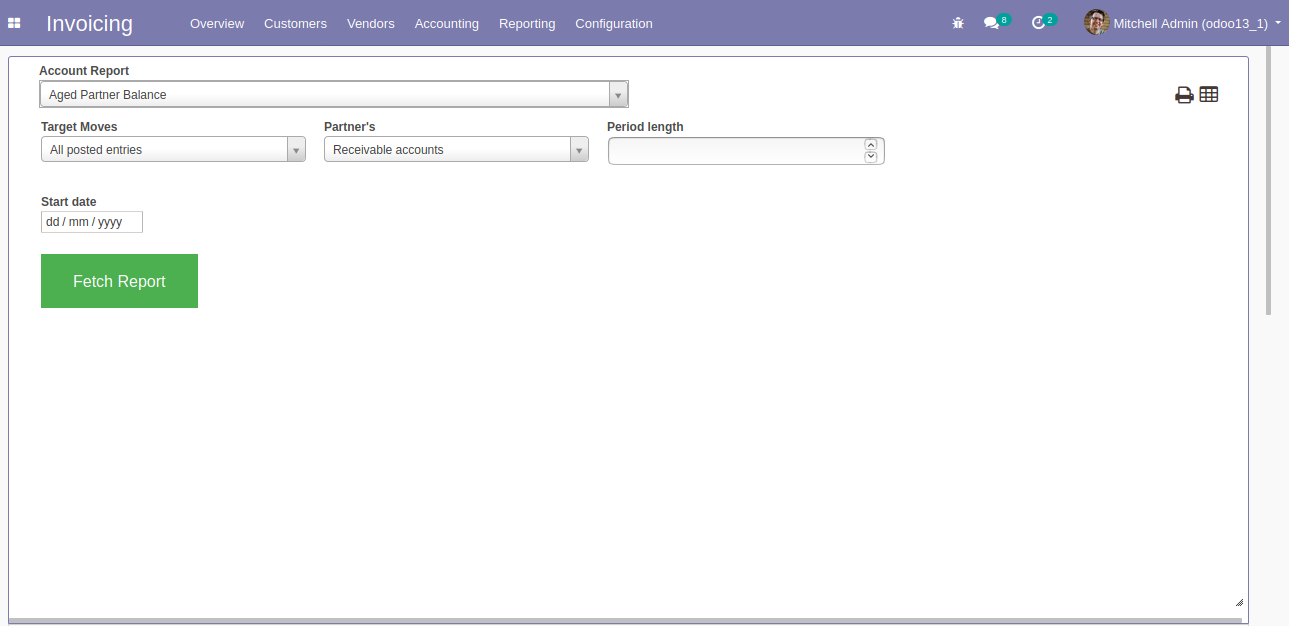 Invoicing Overview Customers Vendors Accounting Reporting Configuration 8 2 Mitchell Admin (odoo13_1)
Account Report
Aged Partner Balance
Target Moves Partner's Period length
All posted entries Receivable accounts
Start date
dd / mm / yyyy
Fetch Report